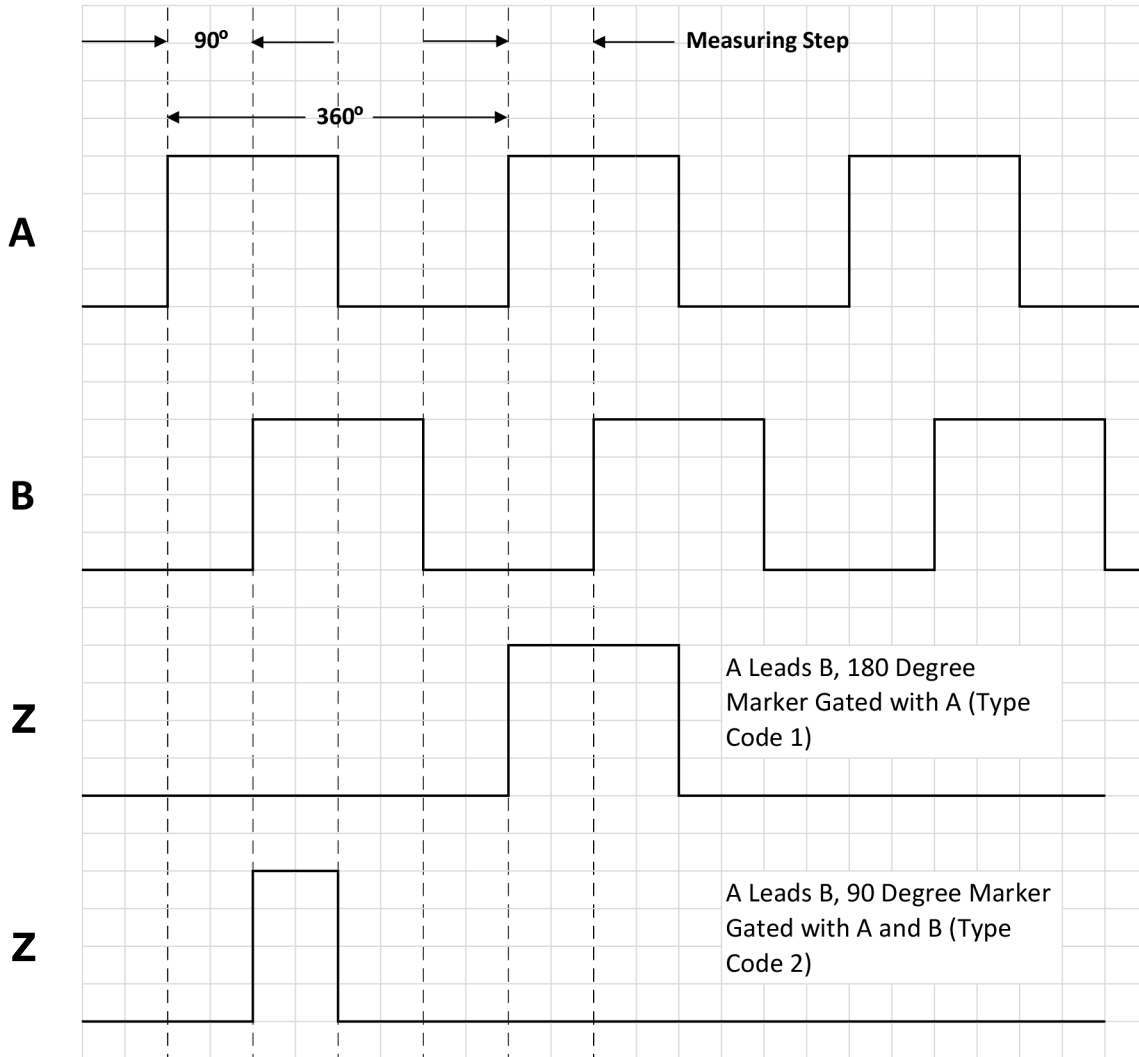 90º
Measuring Step
360º
A
B
Z
A Leads B, 180 Degree
Marker Gated with A (Type
Code 1)
Z
A Leads B, 90 Degree Marker
Gated with A and B (Type
Code 2)